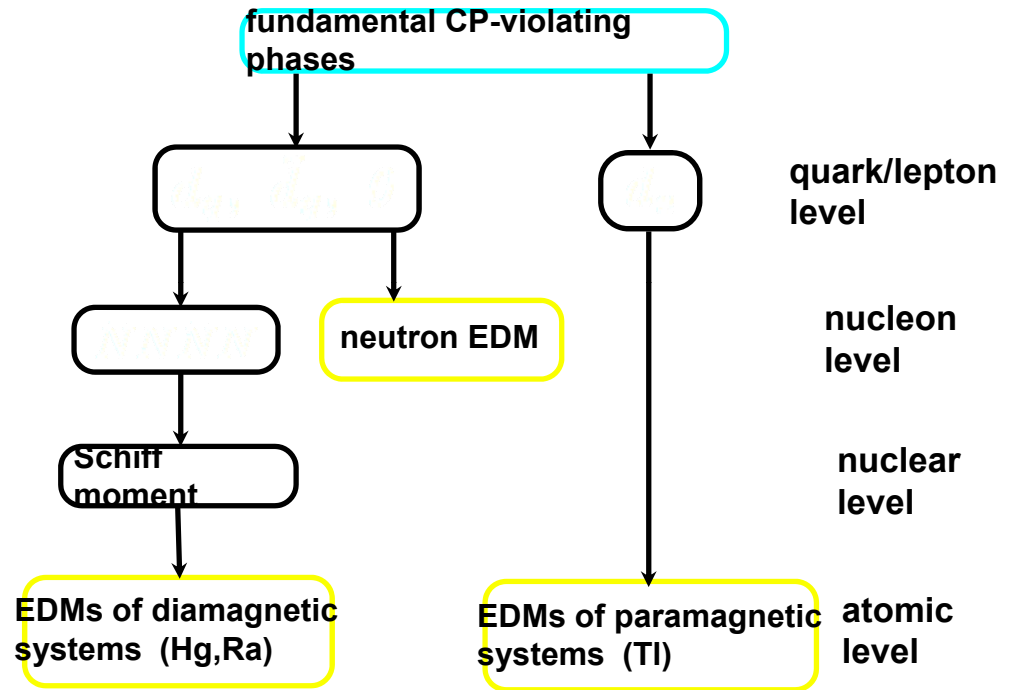 fundamental CP-violating
phases
quark/lepton
level
neutron EDM
nucleon
level
Schiff
moment
nuclear
level
EDMs of diamagnetic
systems (Hg,Ra)
EDMs of paramagnetic
systems (Tl)
atomic
level